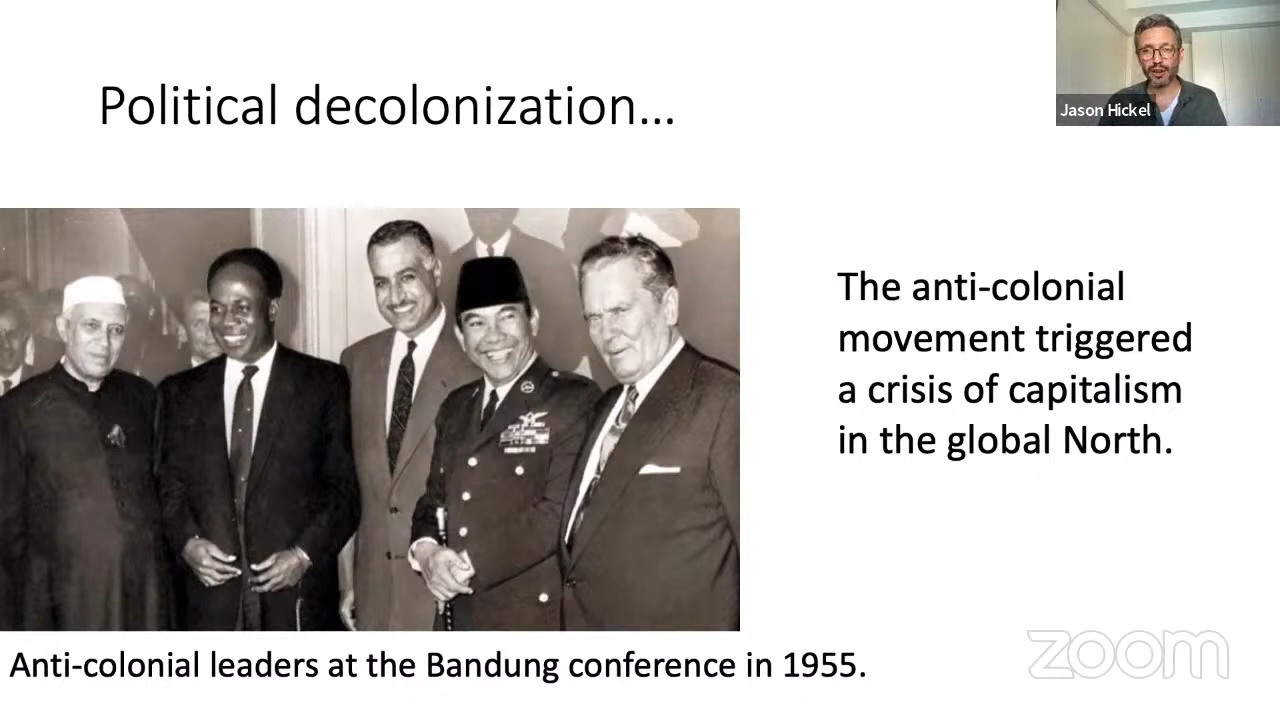 Political decolonization...
Jason Hickel
The anti-colonial
movement triggered
a crisis of capitalism
in the global North.
Anti-colonial leaders at the Bandung conference in 1955.
zoom